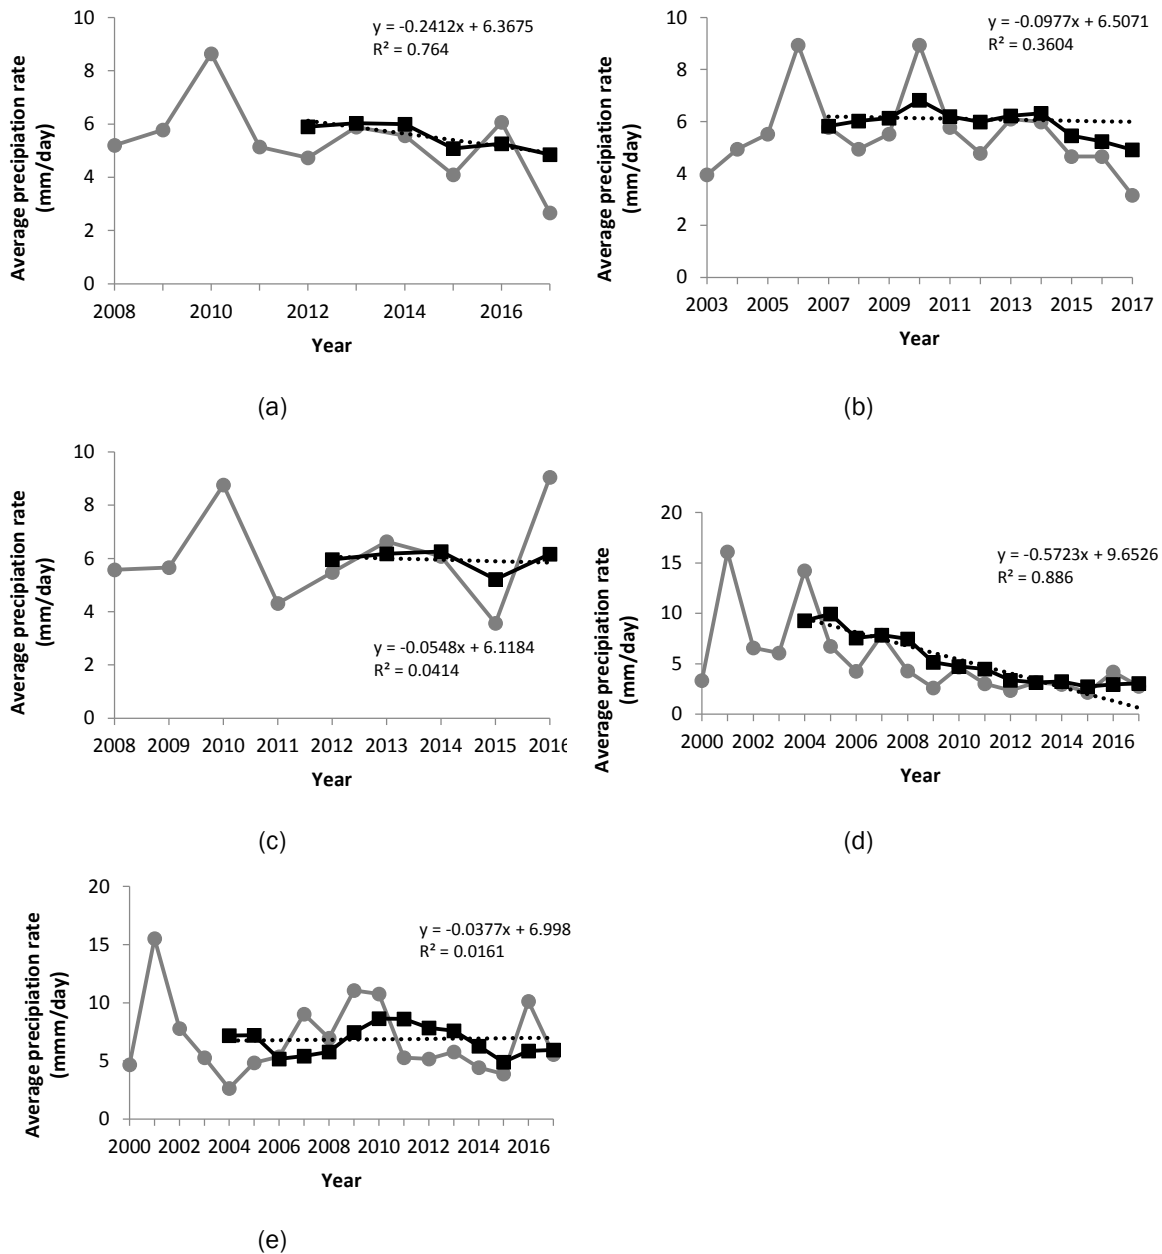 y = -0.2412x + 6.3675
R² = 0.764
10
8
6
4
2
0
Average precipiation rate
(mm/day)
2008 2010 2012 2014 2016
Year
(a)
y = -0.0977x + 6.5071
R² = 0.3604
10
8
6
4
2
0
Average precipiation rate
(mm/day)
2003 2005 2007 2009 2011 2013 2015 2017
Year
(b)
10
8
6
4
2
0
Average precipiation rate
(mm/day)
y = -0.0548x + 6.1184
R² = 0.0414
2008 2009 2010 2011 2012 2013 2014 2015 2016
Year
(c)
20
15
10
5
0
Average precipiation rate
(mm/day)
y = -0.5723x + 9.6526
R² = 0.886
2000 2002 2004 2006 2008 2010 2012 2014 2016
Year
(d)
20
15
10
5
0
Average precipiation rate
(mmm/day)
y = -0.0377x + 6.998
R² = 0.0161
2000 2002 2004 2006 2008 2010 2012 2014 2016
Year
(e)